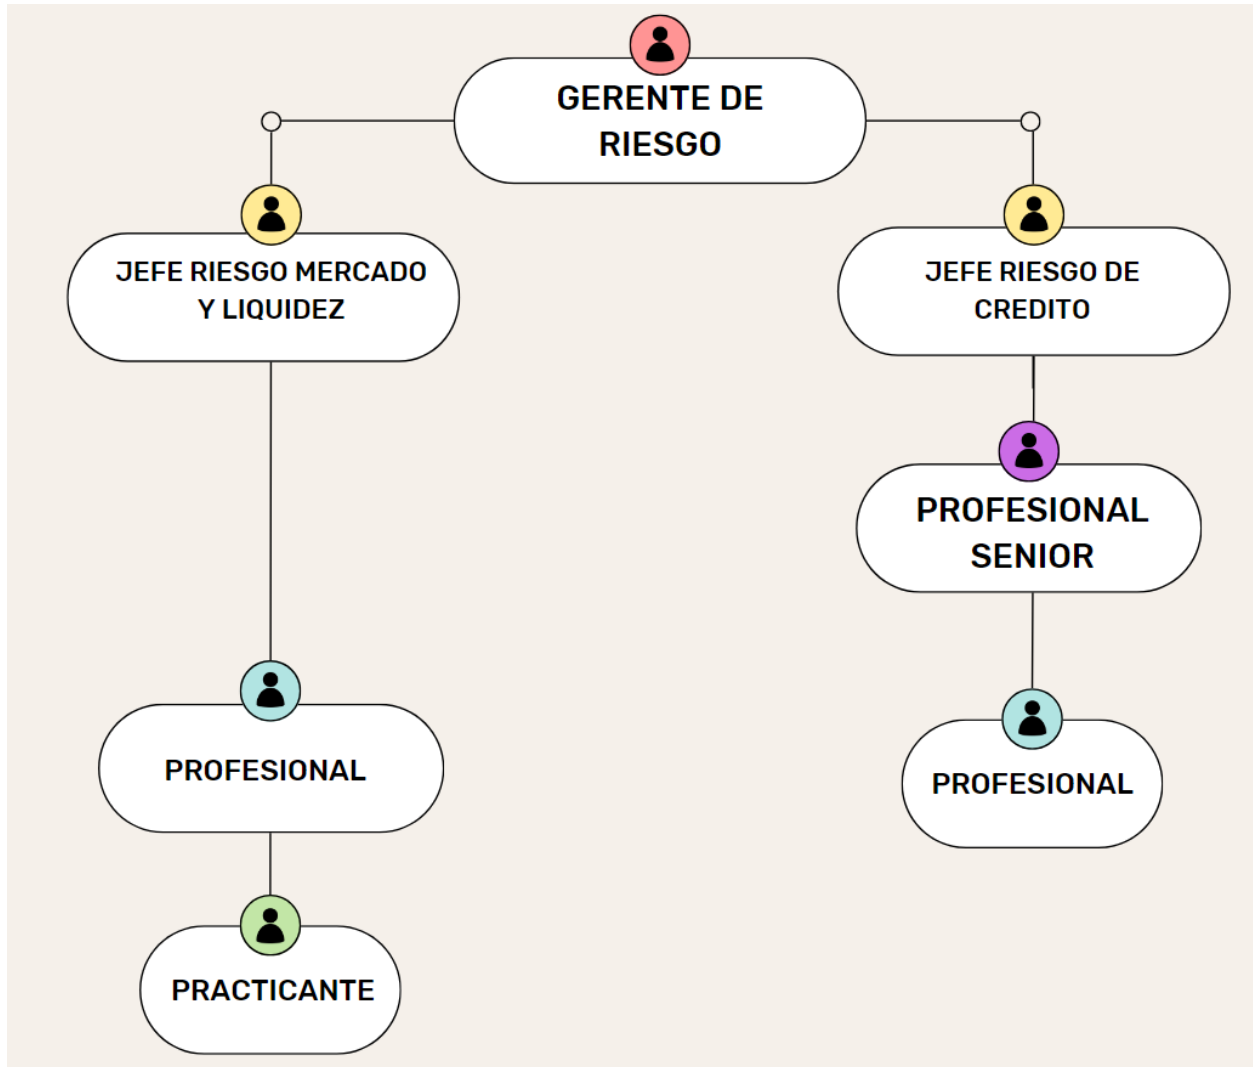 GERENTE DE
RIESGO
JEFE RIESGO MERCADO
Y LIQUIDEZ
JEFE RIESGO DE
CREDITO
PROFESIONAL
SENIOR
PROFESIONAL
PROFESIONAL
PRACTICANTE